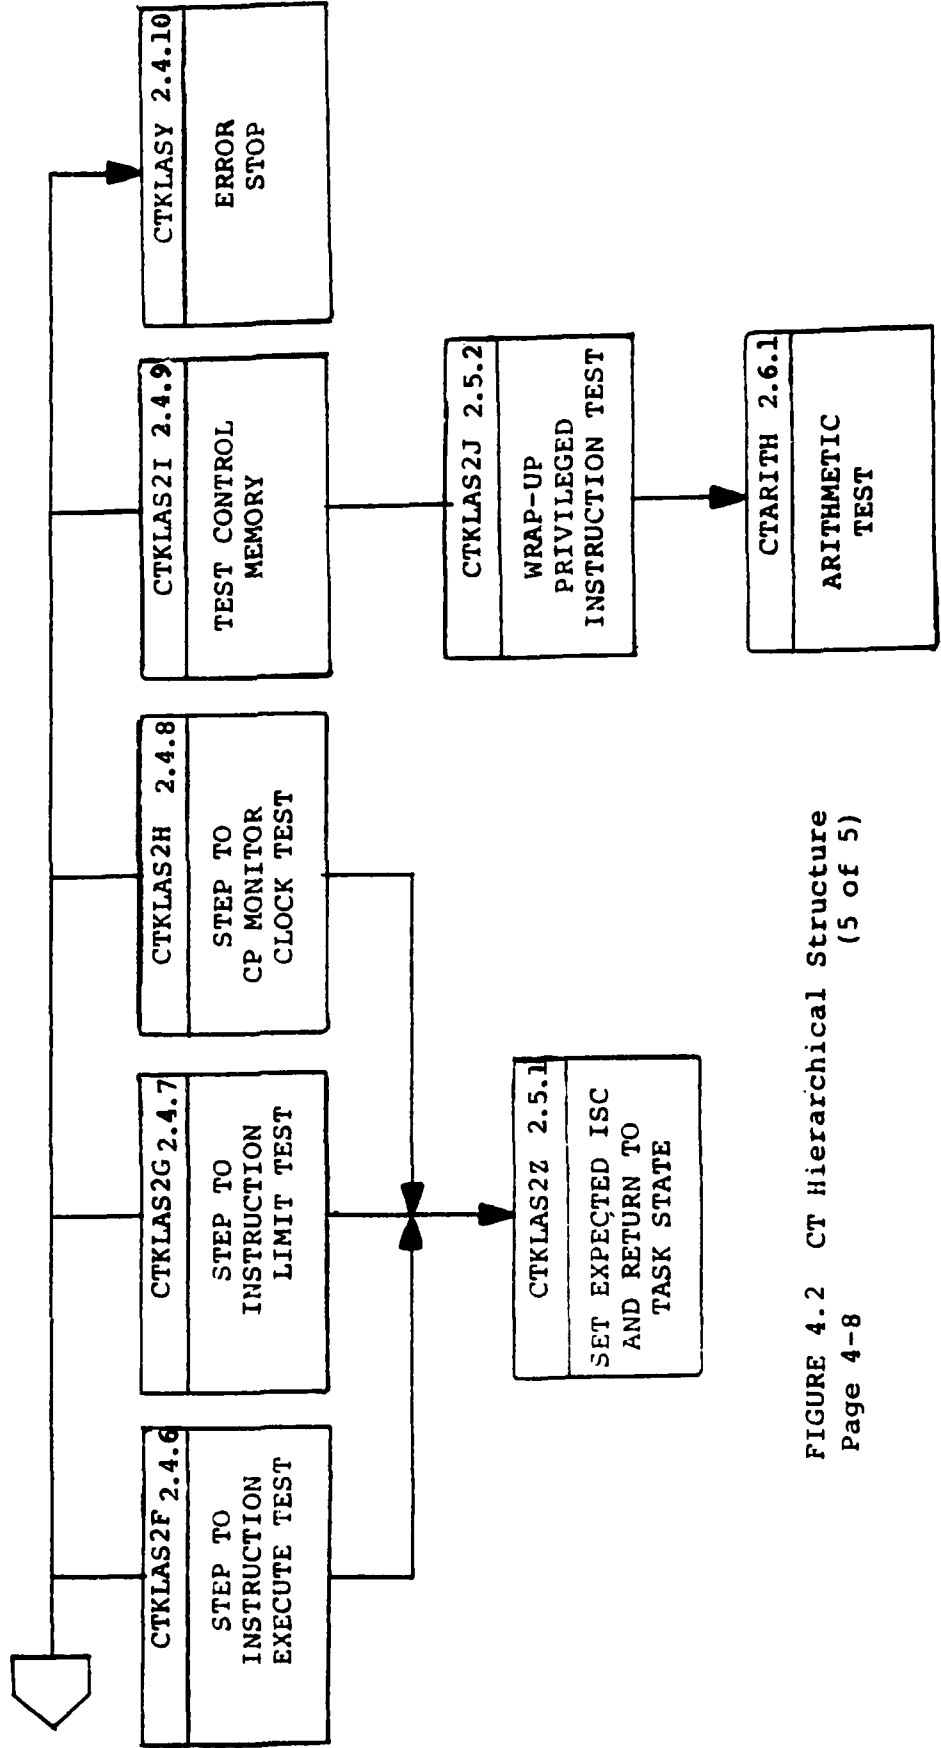 CTKLAS2F 2.4.6
STEP TO
INSTRUCTION
EXECUTE TEST
CTKLAS2G 2.4.7
STEP TO
INSTRUCTION
LIMIT TEST
CTKLAS2H 2.4.8
STEP TO
CP MONITOR
CLOCK TEST
CTKLAS2I 2.4.9
TEST CONTROL
MEMORY
CTKLASY 2.4.10
ERROR
STOP
CTKLAS2Z 2.5.1
SET EXPECTED ISC
AND RETURN TO
TASK STATE
CTKLAS2J 2.5.2
WRAP-UP
PRIVILEGED
INSTRUCTION TEST
CTARITH 2.6.1
ARITHMETIC
TEST
FIGURE 4.2 CT Hierarchical Structure
Page 4-8 (5 of 5)